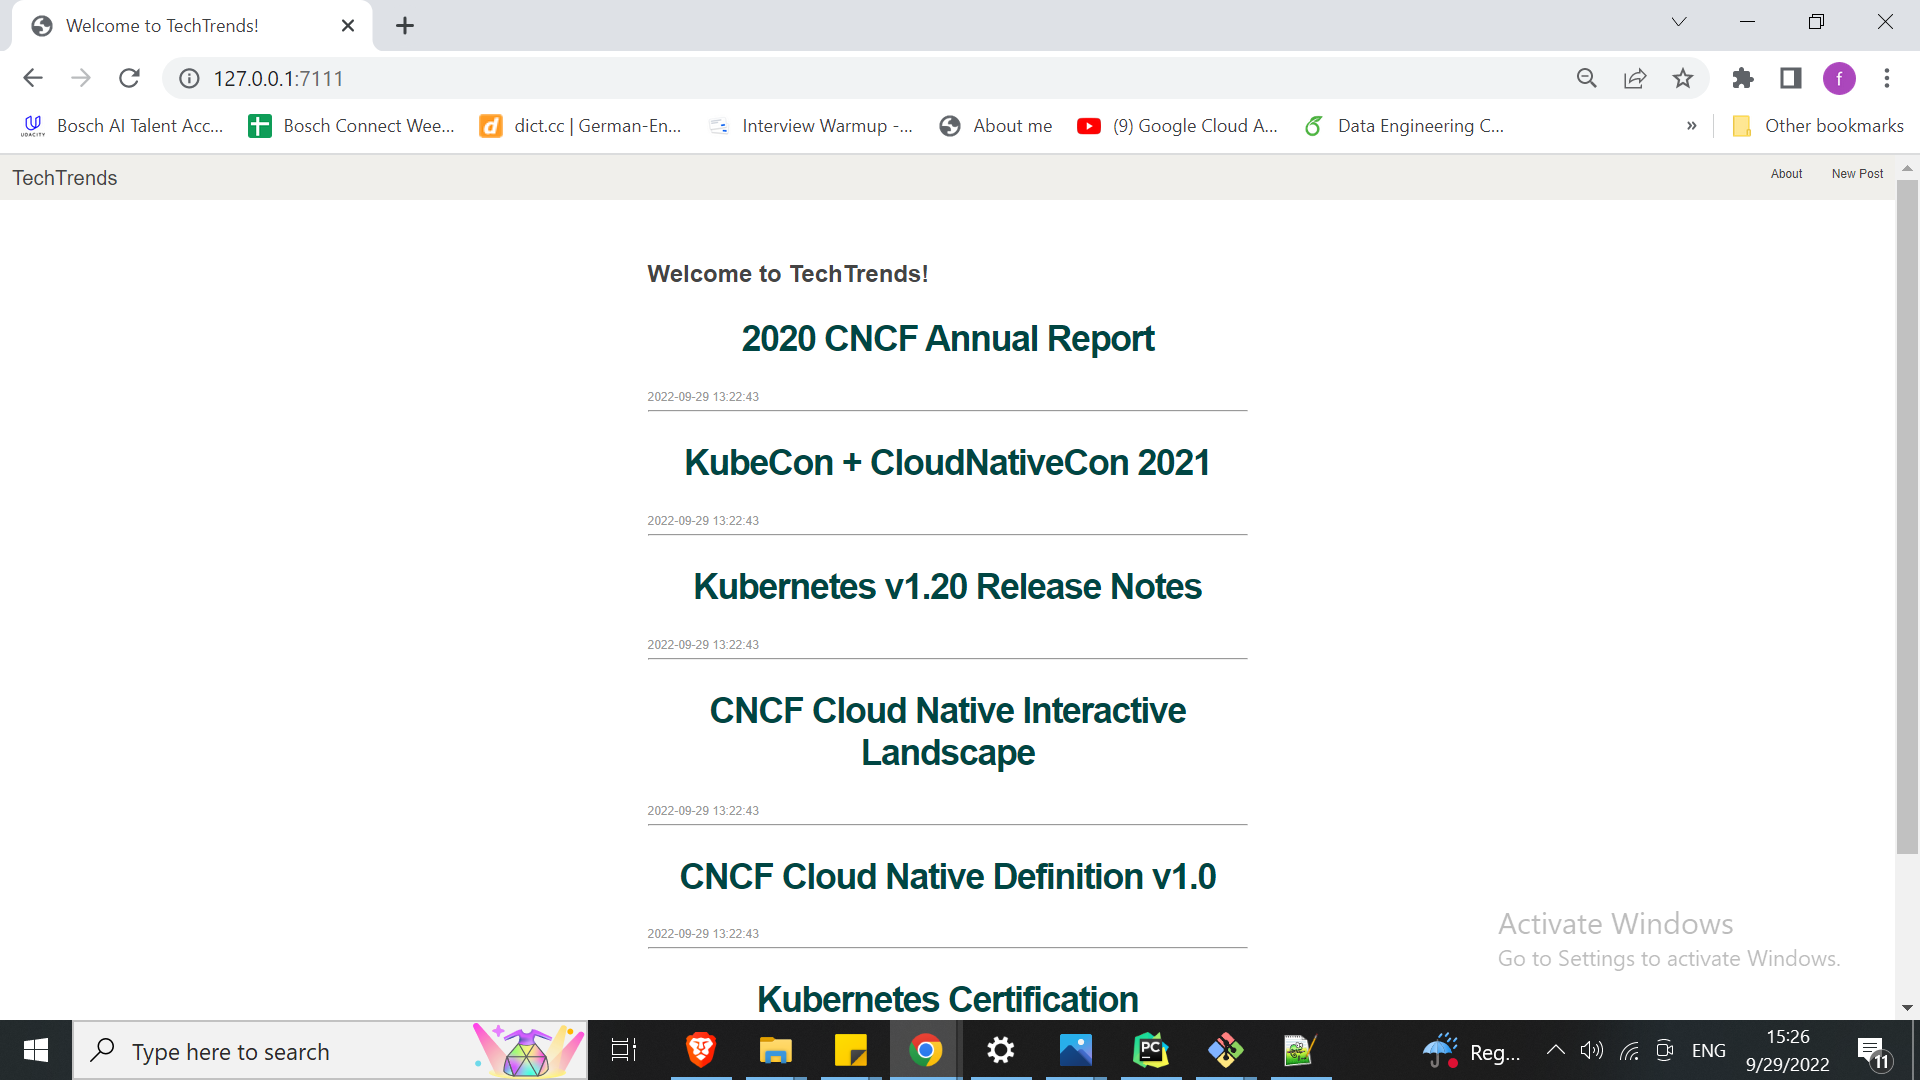 Welcome to TechTrends!
127.0.0.1:7111
f
UDACITY Bosch AI Talent Acc... Bosch Connect Wee... d dict.cc | German-En... Interview Warmup -... About me (9) Google Cloud A... Data Engineering C... » Other bookmarks
TechTrends About New Post
Welcome to TechTrends!
2020 CNCF Annual Report
2022-09-29 13:22:43
KubeCon + CloudNativeCon 2021
2022-09-29 13:22:43
Kubernetes v1.20 Release Notes
2022-09-29 13:22:43
CNCF Cloud Native Interactive
Landscape
2022-09-29 13:22:43
CNCF Cloud Native Definition v1.0
2022-09-29 13:22:43
Kubernetes Certification
Activate Windows
Go to Settings to activate Windows.
Type here to search
PC
Reg...
ENG
15:26
9/29/2022
11